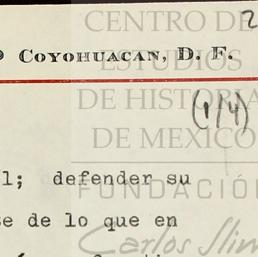 CENTRO DE
2
COYOHUACAN, D. F.
ESTUDIOS
DE HISTORIA
(1/4)
DE MEXICO
l; defender su
FUNDACIÓN
e de lo que en
Carlos Slim